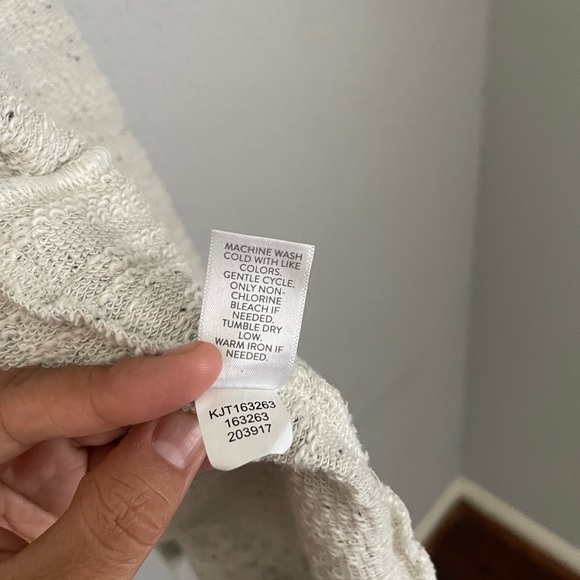 MACHINE WASH
COLD WITH LIKE
COLORS.
GENTLE CYCLE.
ONLY NON-
CHLORINE
BLEACH IF
NEEDED.
TUMBLE DRY
LOW.
WARM IRON IF
NEEDED.
KJT163263
163263
203917